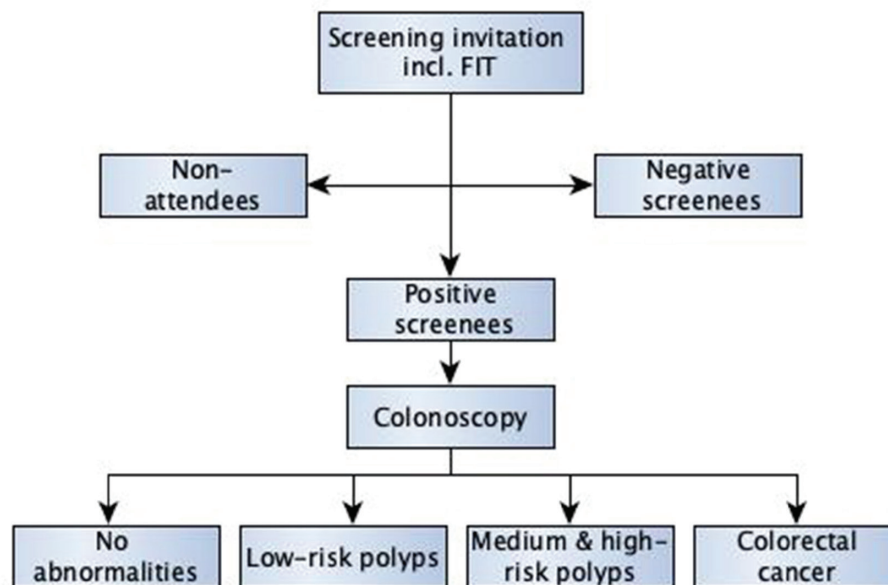 Screening invitation
incl. FIT
Non-
attendees
Negative
screenees
Positive
screenees
Colonoscopy
No
abnormalities
Low-risk polyps
Medium & high-
risk polyps
Colorectal
cancer